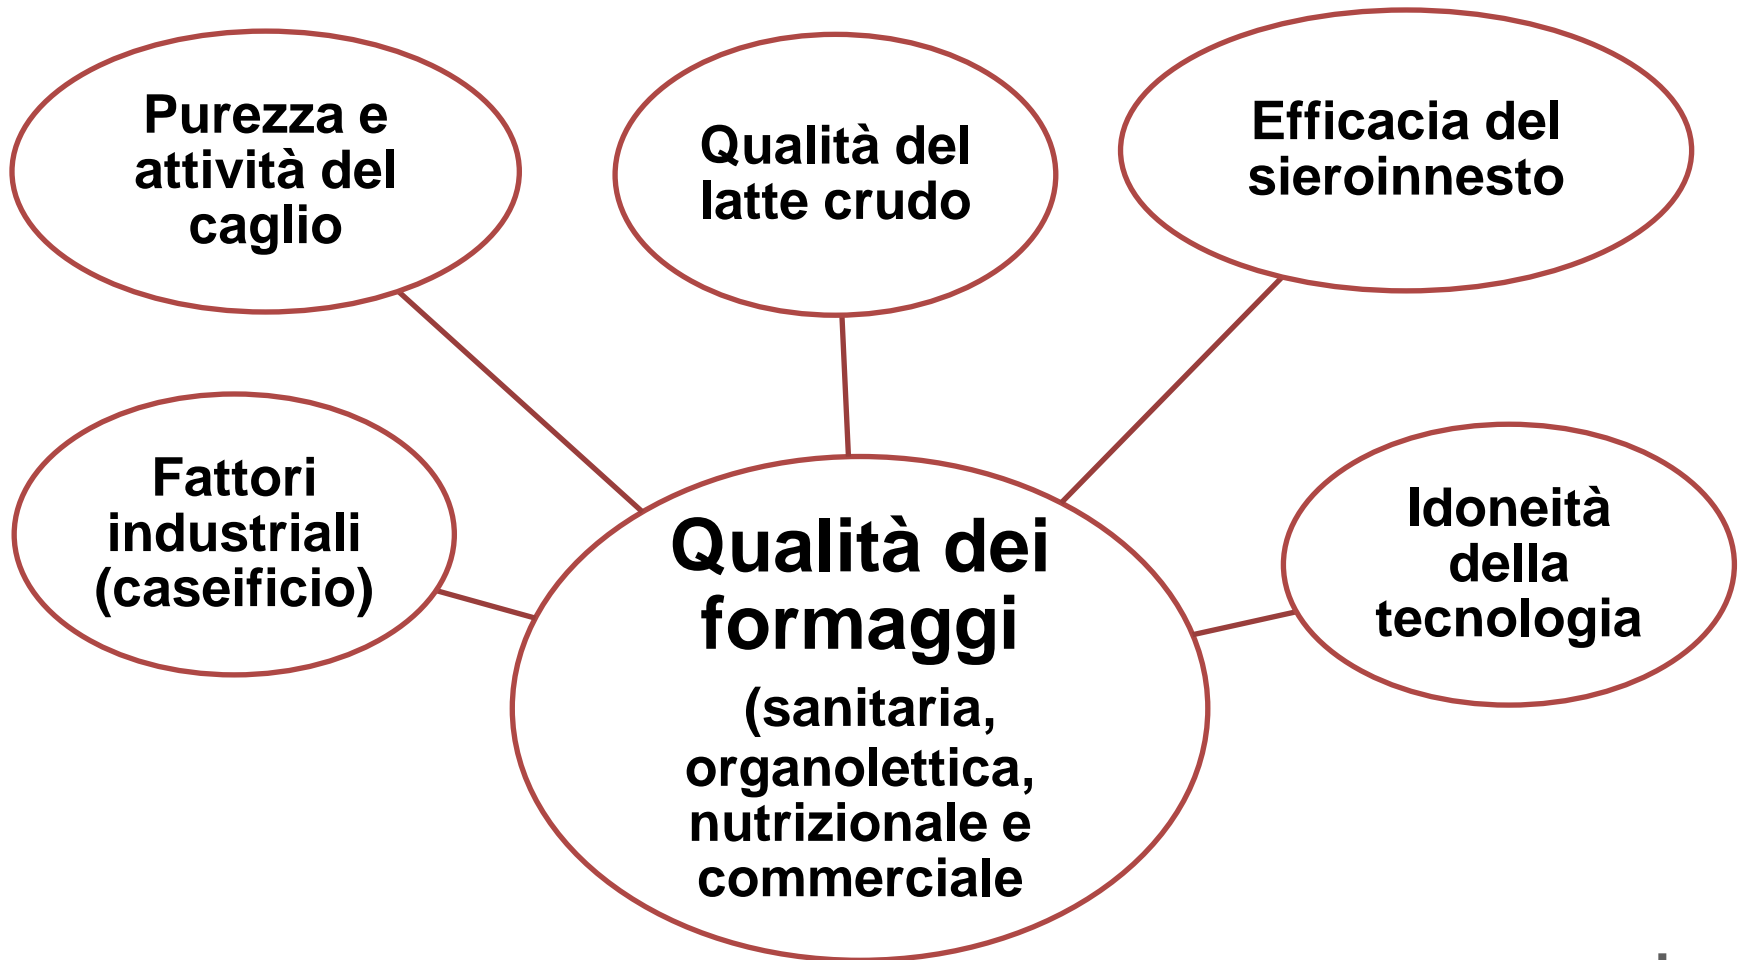 Purezza e
attività del
caglio
Qualità del
latte crudo
Efficacia del
sieroinnesto
Fattori
industriali
(caseificio)
Idoneità
della
tecnologia
Qualità dei
formaggi
(sanitaria,
organolettica,
nutrizionale e
commerciale